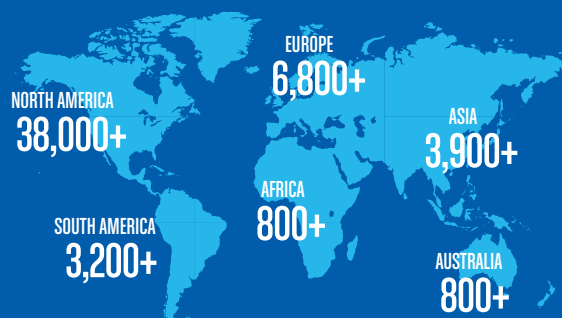 EUROPE
6,800+
NORTH AMERICA
38,000+
ASIA
3,900+
AFRICA
800+
SOUTH AMERICA
3,200+
AUSTRALIA
800+